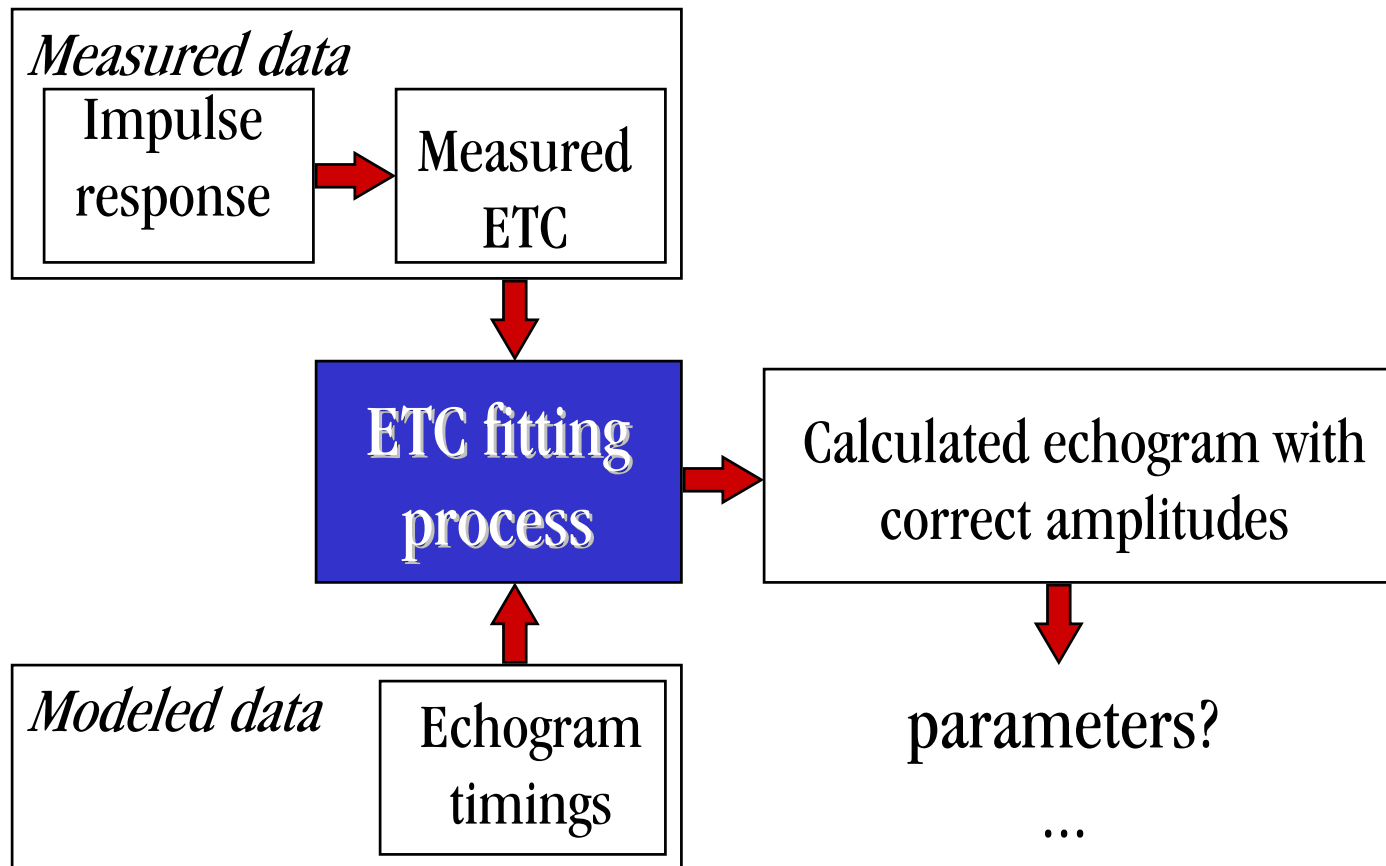 Measured data
Impulse
response
Measured
ETC
ETC fitting
process
Calculated echogram with
correct amplitudes
Modeled data
Echogram
timings
parameters?
...